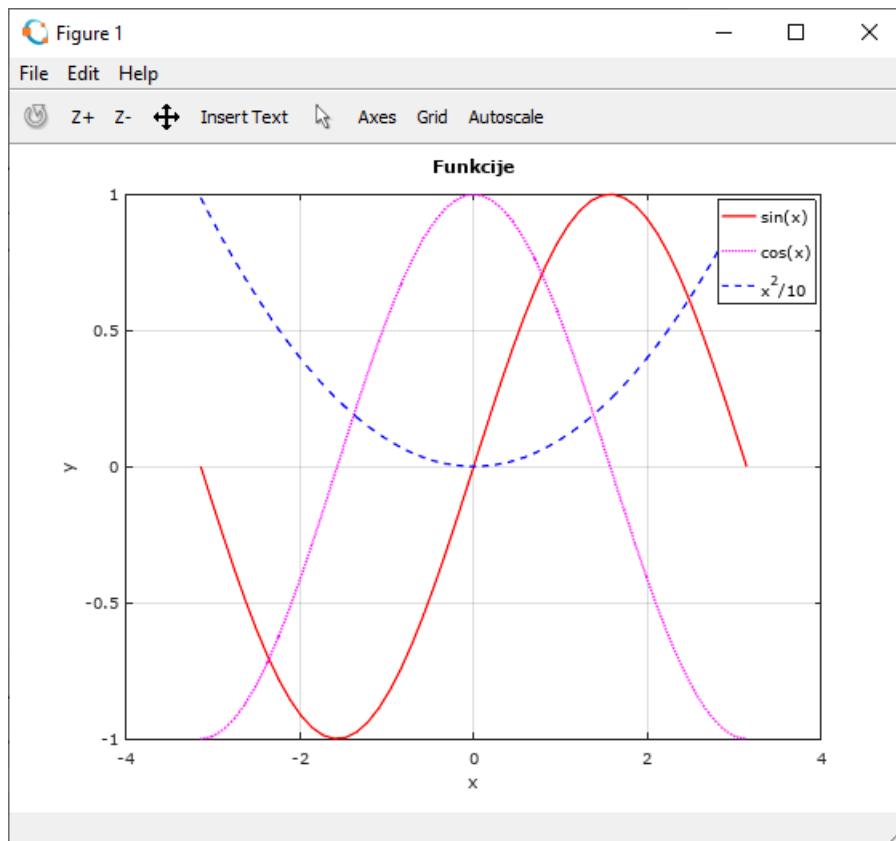 Figure 1
File Edit Help
Z+ Z- Insert Text Axes Grid Autoscale
Funkcije
1
0.5
0
-0.5
-1
y
-4 -2 0 2 4
x
sin(x)
cos(x)
x²/10